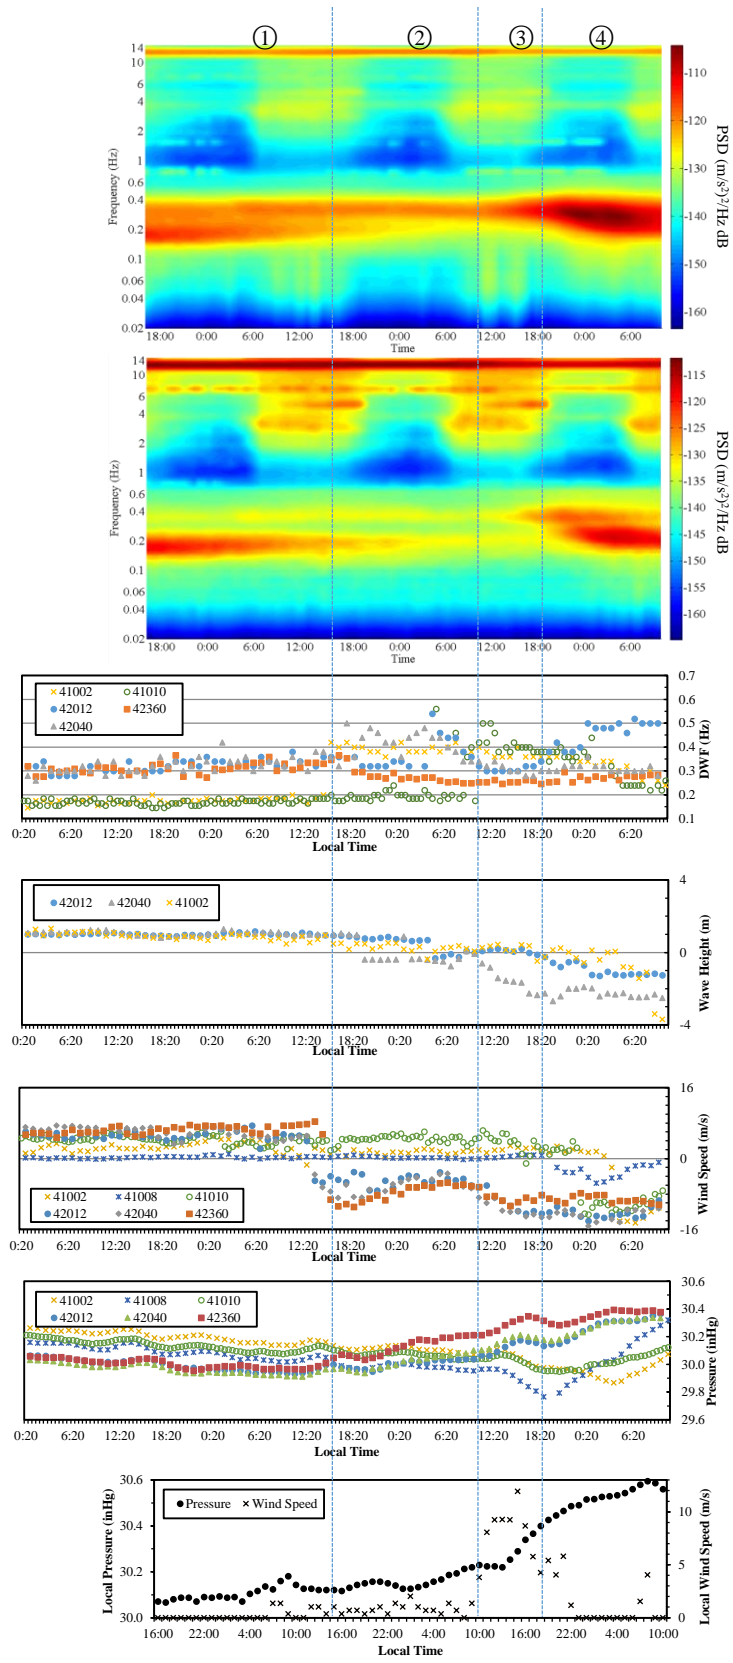 ① ② ③ ④
14
10
4
2
1
0.6
0.4
0.2
0.1
0.06
0.04
0.02
Frequency (Hz)
18:00 0:00 6:00 12:00 18:00 0:00 6:00 12:00 18:00 0:00 6:00
Time
-110
-120
-130
-140
-150
-160
PSD (m/s²)²/Hz dB
14
10
6
4
2
1
0.6
0.4
0.2
0.1
0.06
0.04
0.02
Frequency (Hz)
18:00 0:00 6:00 12:00 18:00 0:00 6:00 12:00 18:00 0:00 6:00
Time
-115
-120
-125
-130
-135
-140
-145
-150
-155
-160
PSD (m/s²)²/Hz dB
41002 41010
42012 42360
42040
0.7
0.6
0.5
0.4
0.3
0.2
0.1
DWF (Hz)
0:20 6:20 12:20 18:20 0:20 6:20 12:20 18:20 0:20 6:20 12:20 18:20 0:20 6:20
Local Time
42012 42040 41002
4
0
-4
Wave Height (m)
0:20 6:20 12:20 18:20 0:20 6:20 12:20 18:20 0:20 6:20 12:20 18:20 0:20 6:20
Local Time
41002 41008 41010
42012 42040 42360
16
0
-16
Wind Speed (m/s)
0:20 6:20 12:20 18:20 0:20 6:20 12:20 18:20 0:20 6:20 12:20 18:20 0:20 6:20
Local Time
41002 41008 41010
42012 42040 42360
30.6
30.4
30.2
30.0
29.8
29.6
Pressure (inHg)
0:20 6:20 12:20 18:20 0:20 6:20 12:20 18:20 0:20 6:20 12:20 18:20 0:20 6:20
Local Time
Pressure Wind Speed
30.6
30.4
30.2
30.0
Local Pressure (inHg)
10
5
0
Local Wind Speed (m/s)
16:00 22:00 4:00 10:00 16:00 22:00 4:00 10:00 16:00 22:00 4:00 10:00
Local Time